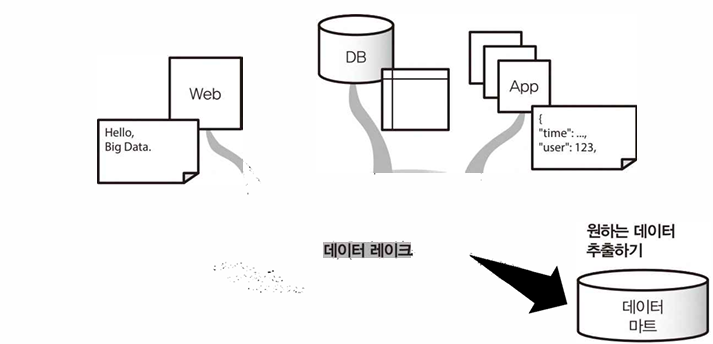 DB
Web
App
Hello,
Big Data.
{
"time": ...,
"user": 123,
데이터 레이크
원하는 데이터
추출하기
데이터
마트